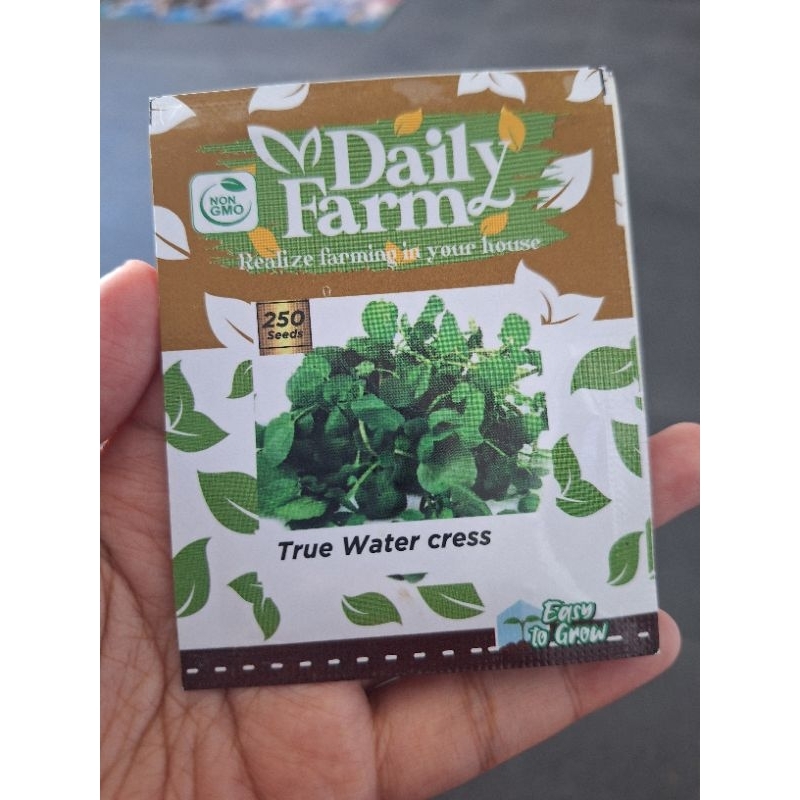 Daily
Farm
NON
GMO
Realize farming in your house
250
Seeds
True Water cress
Easy
To Grow